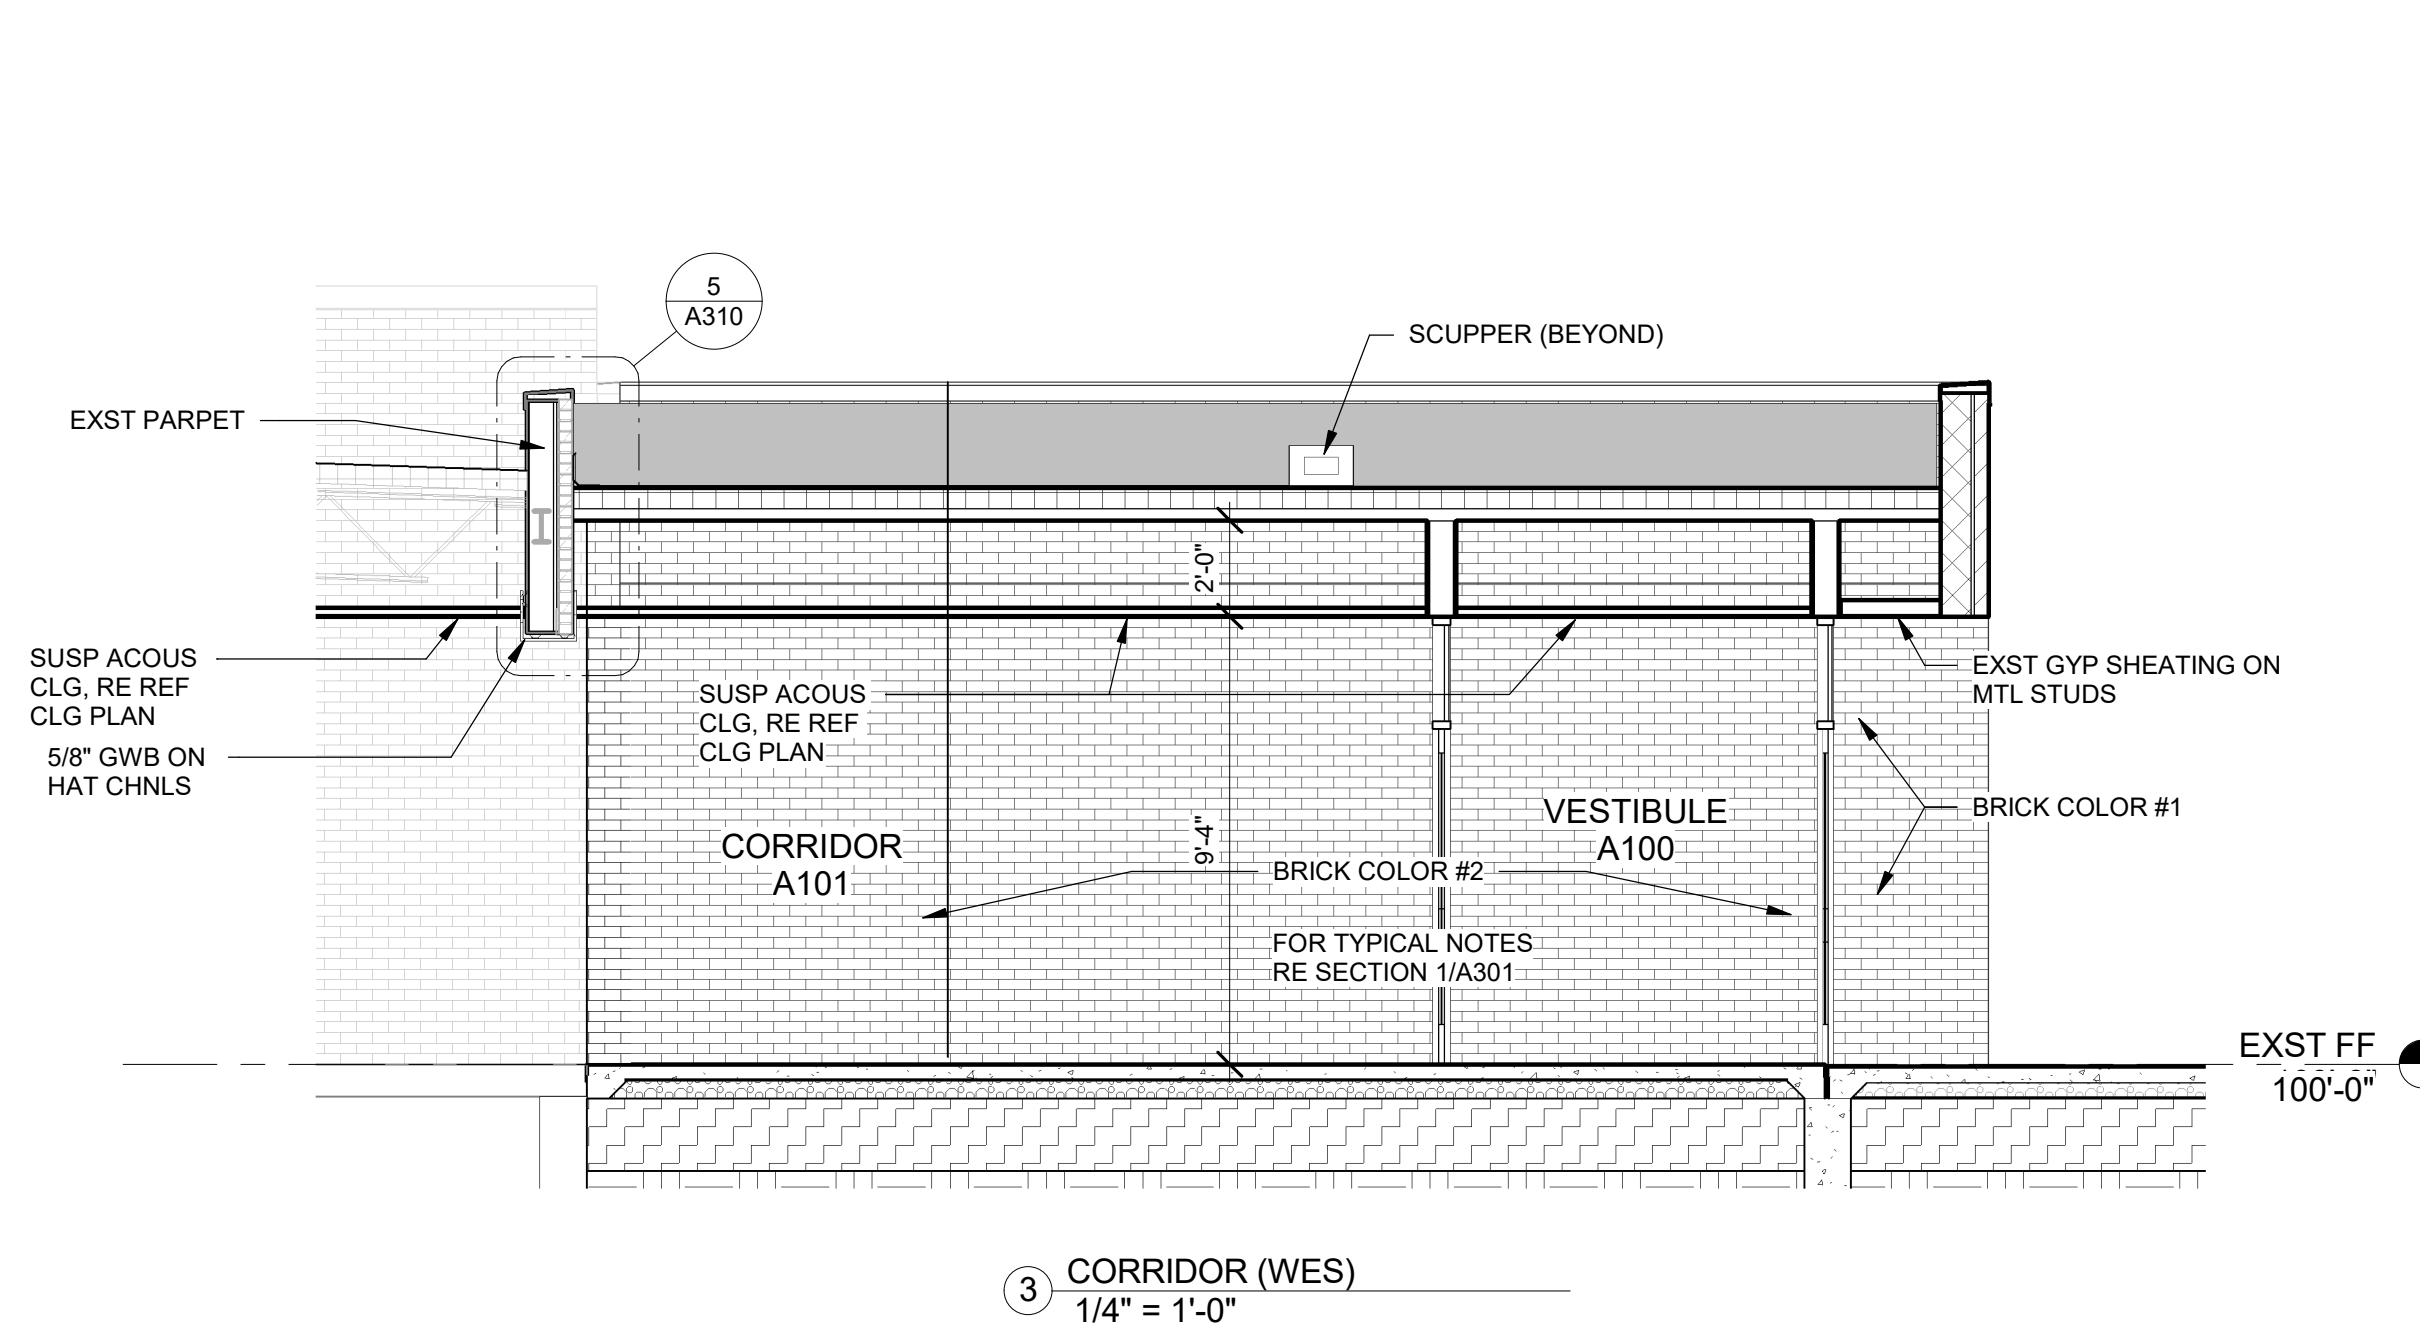 5
A310
SCUPPER (BEYOND)
EXST PARPET
2'-0"
SUSP ACOUS
CLG, RE REF
CLG PLAN
5/8" GWB ON
HAT CHNLS
SUSP ACOUS
CLG, RE REF
CLG PLAN
EXST GYP SHEATING ON
MTL STUDS
BRICK COLOR #1
CORRIDOR
A101
9'-4"
VESTIBULE
A100
BRICK COLOR #2
FOR TYPICAL NOTES
RE SECTION 1/A301
EXST FF
100'-0"
3
CORRIDOR (WES)
1/4" = 1'-0"